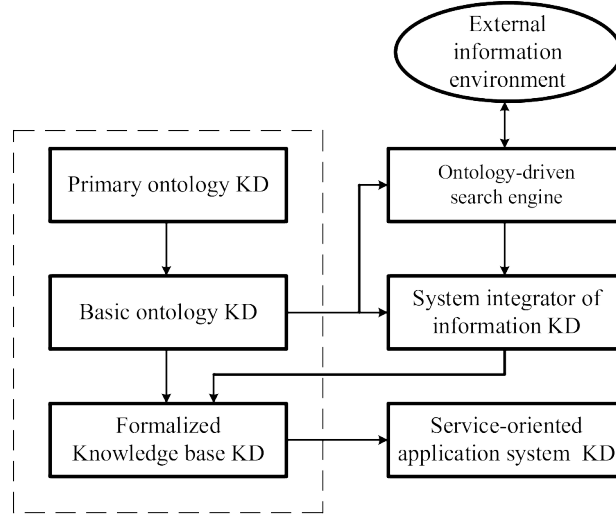 External
information
environment
Primary ontology KD
Ontology-driven
search engine
Basic ontology KD
System integrator of
information KD
Formalized
Knowledge base KD
Service-oriented
application system KD